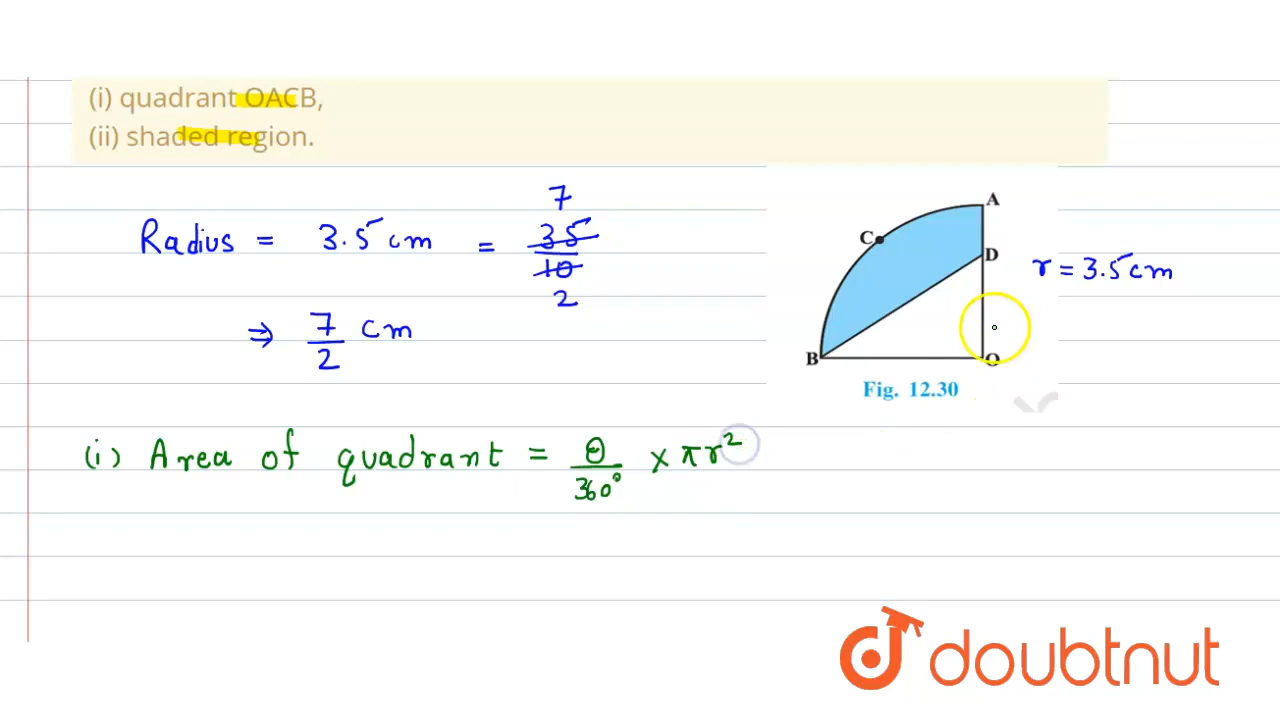 (i) quadrant OACB,
(ii) shaded region.
Radius = 3.5 cm = 35/10 7 2
⇒ 7/2 cm
A
C
D
B
O
r = 3.5 cm
Fig. 12.30
(i) Area of quadrant = θ/360° × πr²
doubtnut